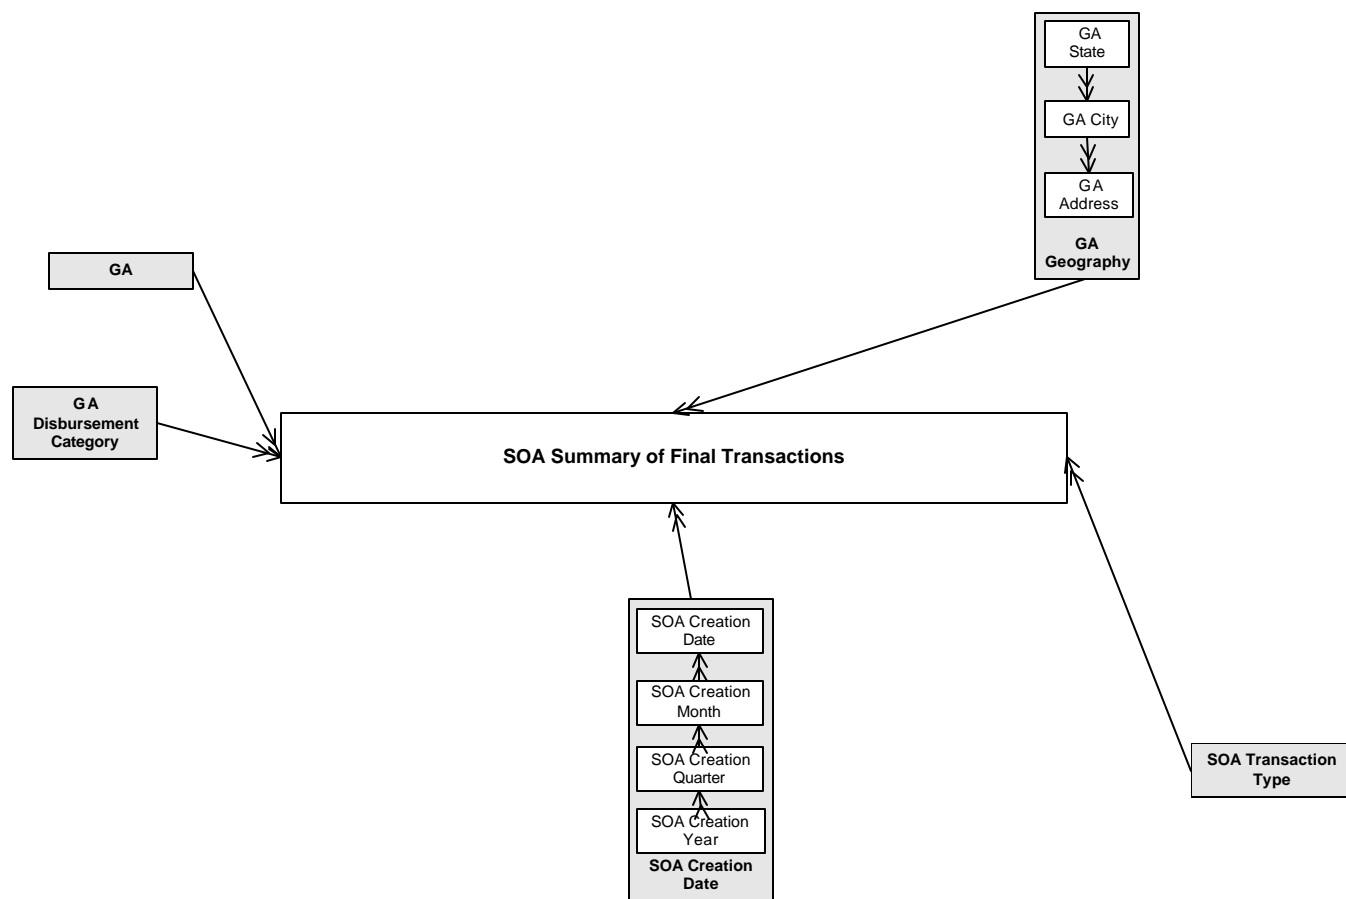 GA
State
GA City
GA
Address
GA
Geography
GA
GA
Disbursement
Category
SOA Summary of Final Transactions
SOA Creation
Date
SOA Creation
Month
SOA Creation
Quarter
SOA Creation
Year
SOA Creation
Date
SOA Transaction
Type